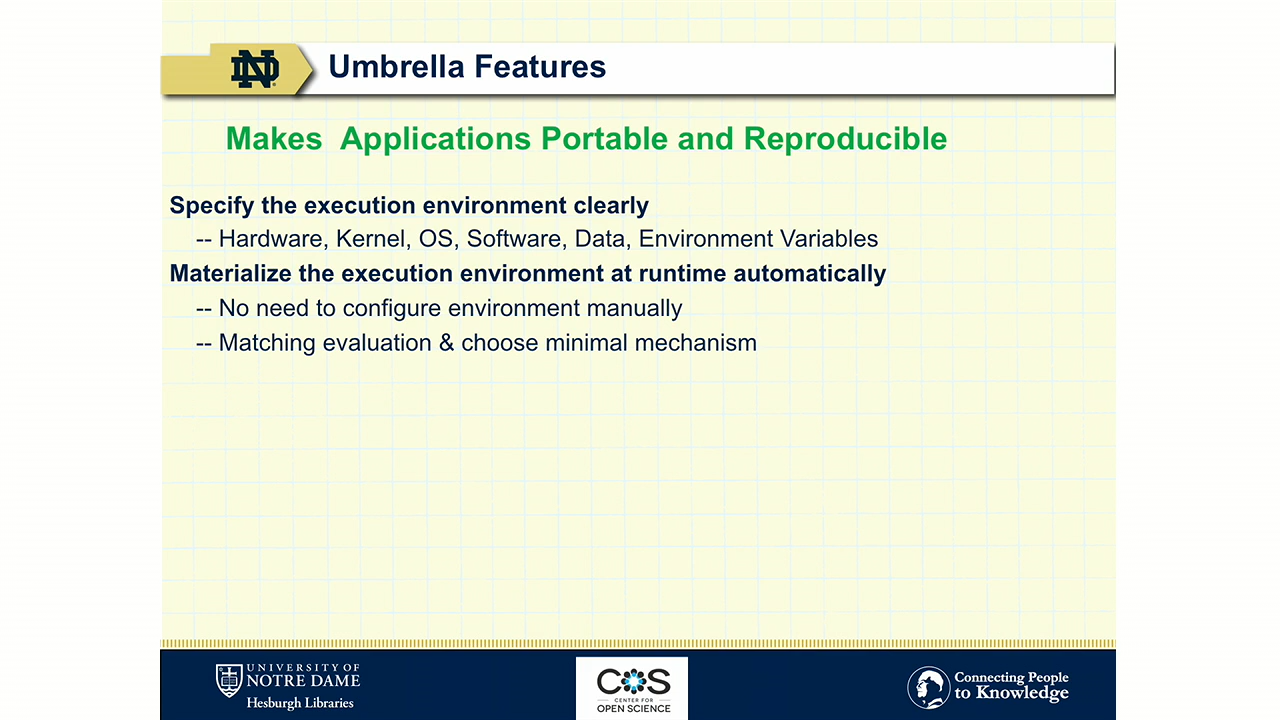 Umbrella Features
Makes Applications Portable and Reproducible
Specify the execution environment clearly
-- Hardware, Kernel, OS, Software, Data, Environment Variables
Materialize the execution environment at runtime automatically
-- No need to configure environment manually
-- Matching evaluation & choose minimal mechanism
UNIVERSITY OF
NOTRE DAME
Hesburgh Libraries
COS
CENTER FOR
OPEN SCIENCE
Connecting People
to Knowledge